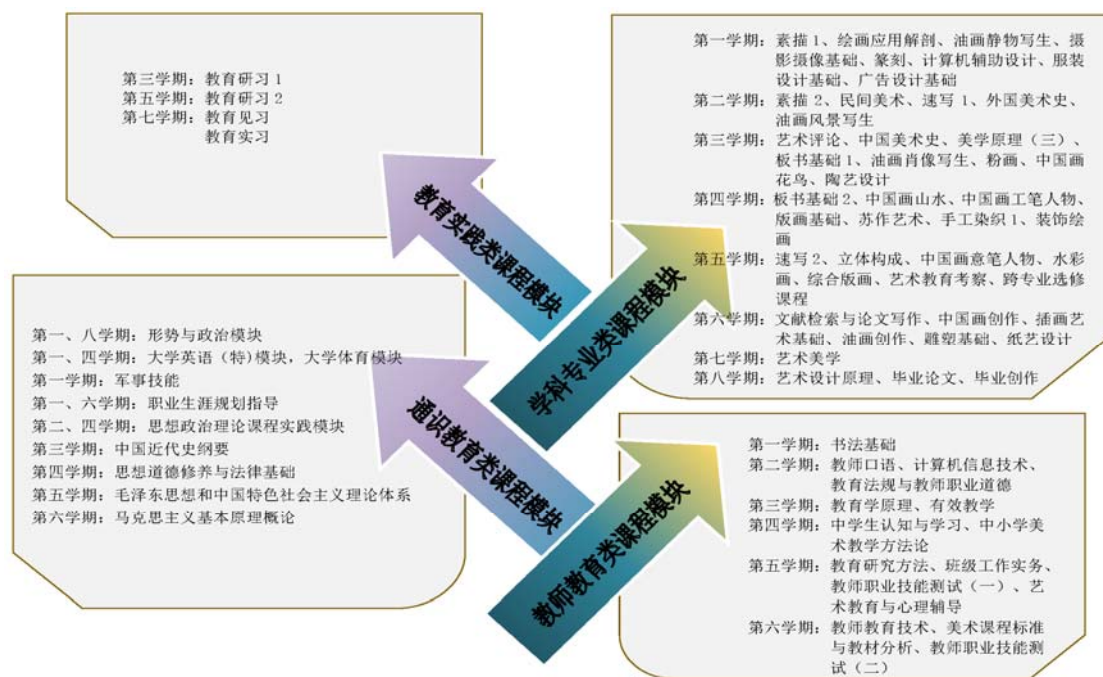 第三学期：教育研习 1
第五学期：教育研习 2
第七学期：教育见习
教育实习
教育实践类课程模块
第一学期：素描 1、绘画应用解剖、油画静物写生、摄
影摄像基础、篆刻、计算机辅助设计、服装
设计基础、广告设计基础
第二学期：素描 2、民间美术、速写 1、外国美术史、
油画风景写生
第三学期：艺术评论、中国美术史、美学原理（三）、
板书基础 1、油画肖像写生、粉画、中国画
花鸟、陶艺设计
第四学期：板书基础 2、中国画山水、中国画工笔人物、
版画基础、苏作艺术、手工染织 1、装饰绘
画
第五学期：速写 2、立体构成、中国画意笔人物、水彩
画、综合版画、艺术教育考察、跨专业选修
课程
第六学期：文献检索与论文写作、中国画创作、插画艺
术基础、油画创作、雕塑基础、纸艺设计
第七学期：艺术美学
第八学期：艺术设计原理、毕业论文、毕业创作
学科专业类课程模块
第一、八学期：形势与政治模块
第一、四学期：大学英语（特)模块，大学体育模块
第一学期：军事技能
第一、六学期：职业生涯规划指导
第二、四学期：思想政治理论课程实践模块
第三学期：中国近代史纲要
第四学期：思想道德修养与法律基础
第五学期：毛泽东思想和中国特色社会主义理论体系
第六学期：马克思主义基本原理概论
通识教育类课程模块
第一学期：书法基础
第二学期：教师口语、计算机信息技术、
教育法规与教师职业道德
第三学期：教育学原理、有效教学
第四学期：中学生认知与学习、中小学美
术教学方法论
第五学期：教育研究方法、班级工作实务、
教师职业技能测试（一）、艺
术教育与心理辅导
第六学期：教师教育技术、美术课程标准
与教材分析、教师职业技能测
试（二）
教师教育类课程模块